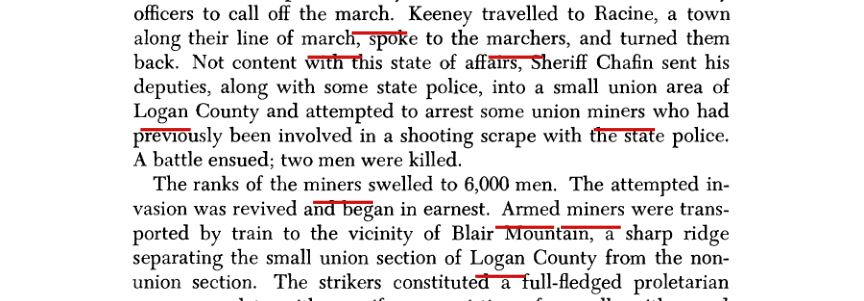 officers to call off the march. Keeney travelled to Racine, a town
along their line of march, spoke to the marchers, and turned them
back. Not content with this state of affairs, Sheriff Chafin sent his
deputies, along with some state police, into a small union area of
Logan County and attempted to arrest some union miners who had
previously been involved in a shooting scrape with the state police.
A battle ensued; two men were killed.
The ranks of the miners swelled to 6,000 men. The attempted in-
vasion was revived and began in earnest. Armed miners were trans-
ported by train to the vicinity of Blair Mountain, a sharp ridge
separating the small union section of Logan County from the non-
union section. The strikers constituted a full-fledged proletarian